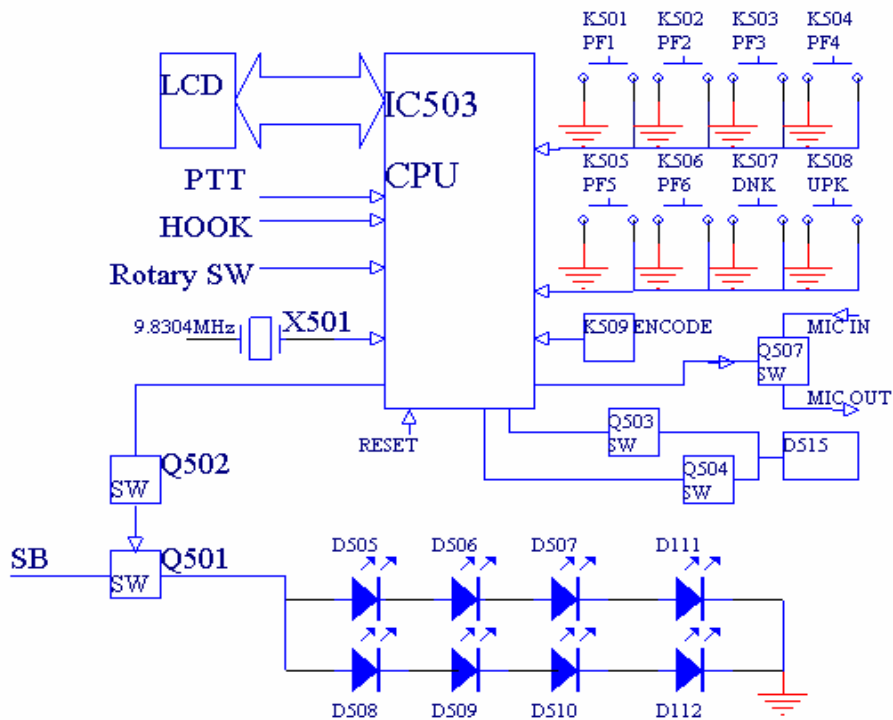 K501 K502 K503 K504
PF1 PF2 PF3 PF4
LCD
IC503
CPU
PTT
HOOK
Rotary SW
K505 K506 K507 K508
PF5 PF6 DNK UPK
9.8304MHz
X501
K509 ENCODE
MIC IN
Q507
SW
MIC OUT
RESET
Q503
SW
Q504
SW
D515
Q502
SW
SB
Q501
SW
D505 D506 D507 D111
D508 D509 D510 D112